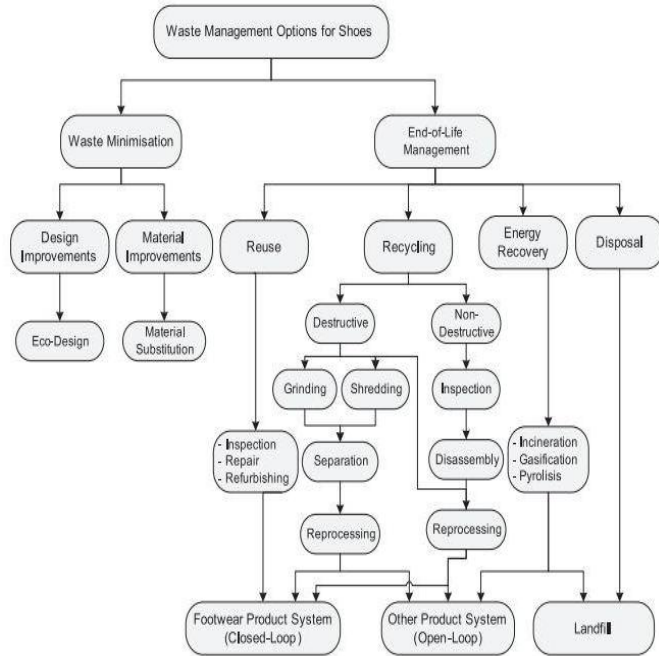 Waste Management Options for Shoes
Waste Minimisation
End-of-Life
Management
Design
Improvements
Material
Improvements
Reuse
Recycling
Energy
Recovery
Disposal
Eco-Design
Material
Substitution
Destructive
Non-
Destructive
Grinding
Shredding
Inspection
- Inspection
- Repair
- Refurbishing
Separation
Disassembly
- Incineration
- Gasification
- Pyrolisis
Reprocessing
Reprocessing
Footwear Product System
(Closed-Loop)
Other Product System
(Open-Loop)
Landfill